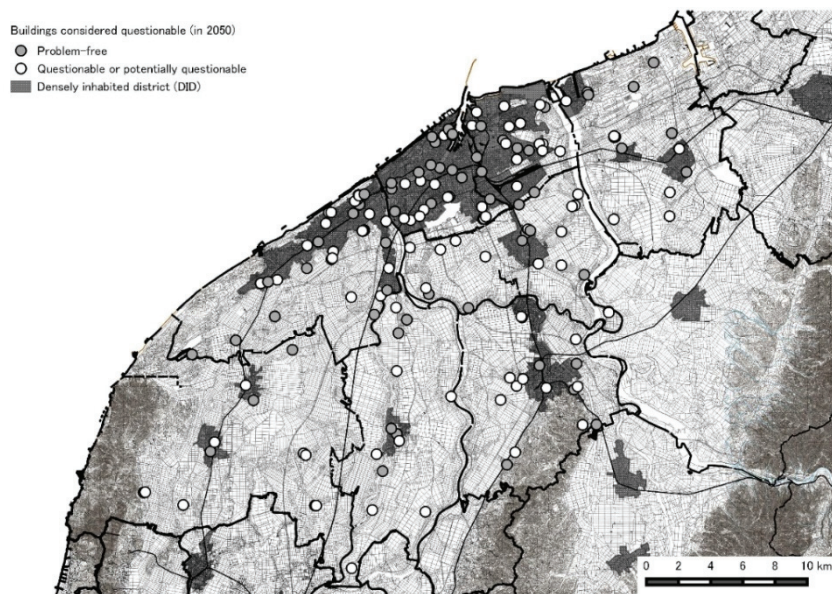 Buildings considered questionable (in 2050)
Problem-free
Questionable or potentially questionable
Densely inhabited district (DID)
0 2 4 6 8 10 km